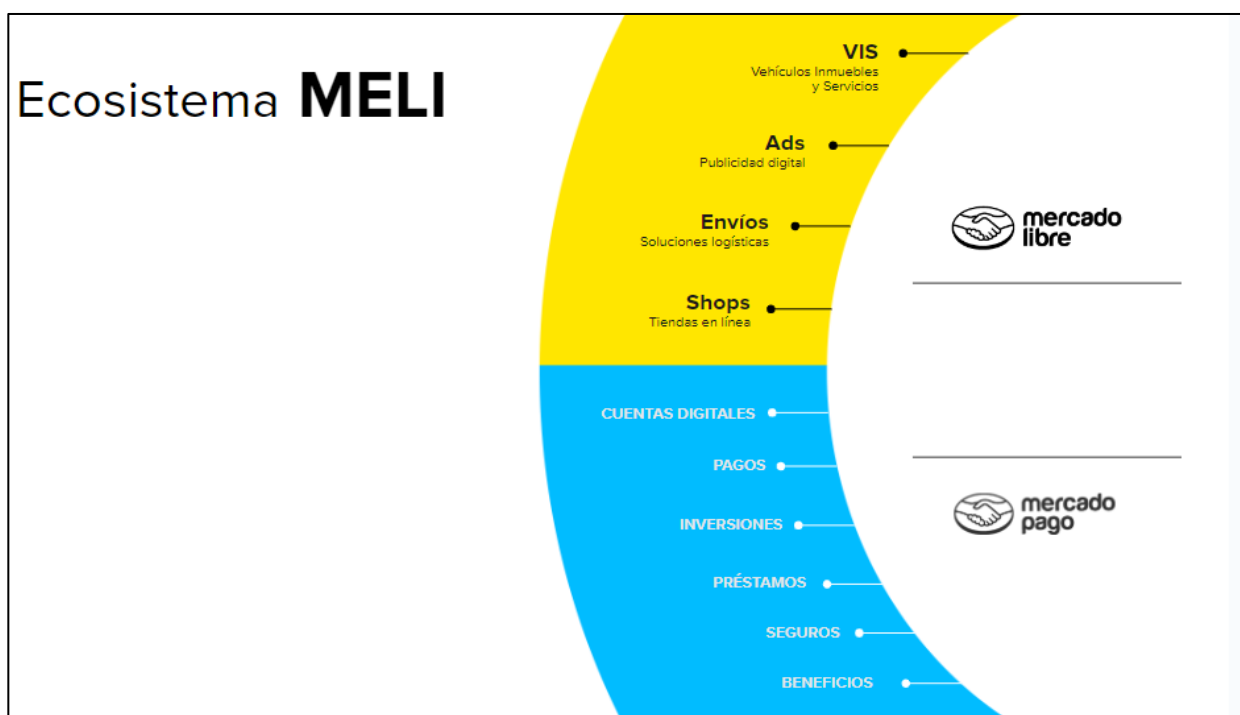 Ecosistema MELI
VIS
Vehículos Inmuebles
y Servicios
Ads
Publicidad digital
Envíos
Soluciones logísticas
Shops
Tiendas en línea
CUENTAS DIGITALES
PAGOS
INVERSIONES
PRÉSTAMOS
SEGUROS
BENEFICIOS
mercado
libre
mercado
pago